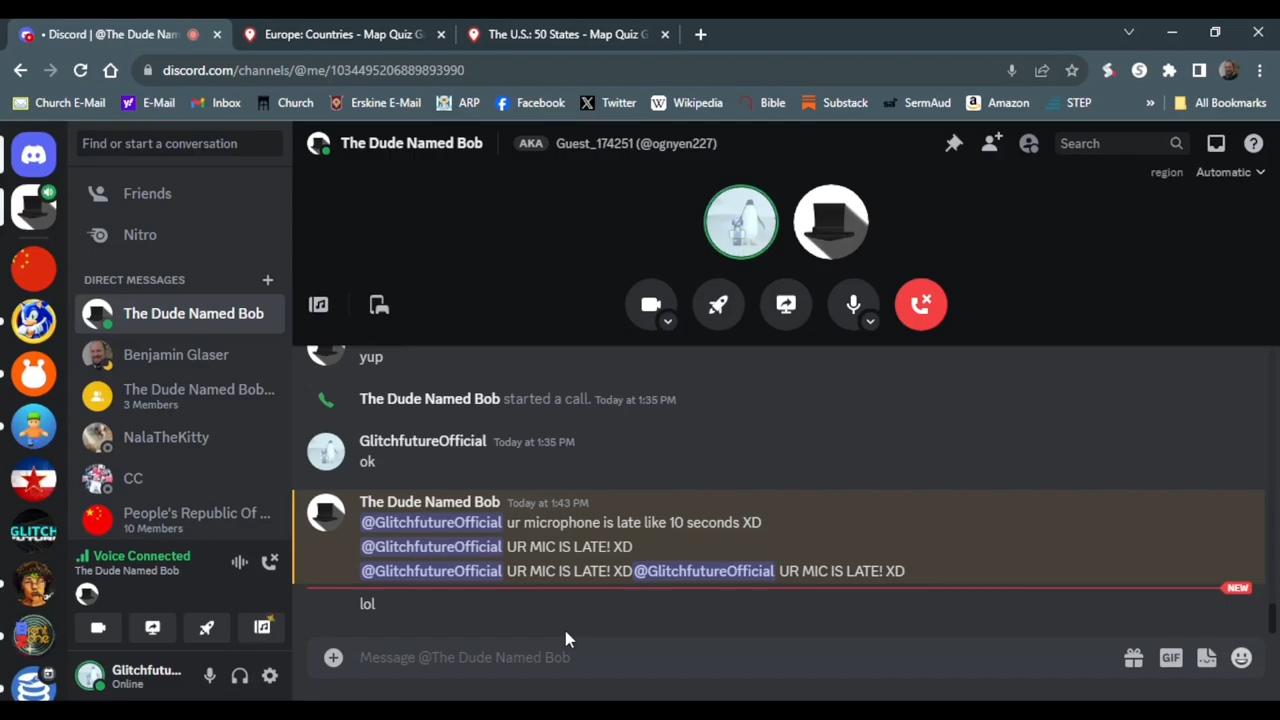 • Discord | @The Dude Nam
Europe: Countries - Map Quiz G
The U.S.: 50 States - Map Quiz G
discord.com/channels/@me/1034495206889893990
Church E-Mail
E-Mail
Inbox
Church
Erskine E-Mail
ARP
Facebook
Twitter
Wikipedia
Bible
Substack
SermAud
Amazon
STEP
»
All Bookmarks
Find or start a conversation
The Dude Named Bob
AKA Guest_174251 (@ognyen227)
Search
region Automatic
Friends
Nitro
DIRECT MESSAGES
The Dude Named Bob
Benjamin Glaser
The Dude Named Bob...
3 Members
NalaTheKitty
CC
People's Republic Of ...
10 Members
GLITCH
Voice Connected
The Dude Named Bob
Glitchfutu...
Online
yup
The Dude Named Bob started a call. Today at 1:35 PM
GlitchfutureOfficial Today at 1:35 PM
ok
The Dude Named Bob Today at 1:43 PM
@GlitchfutureOfficial ur microphone is late like 10 seconds XD
@GlitchfutureOfficial UR MIC IS LATE! XD
@GlitchfutureOfficial UR MIC IS LATE! XD@GlitchfutureOfficial UR MIC IS LATE! XD
NEW
lol
Message @The Dude Named Bob
GIF